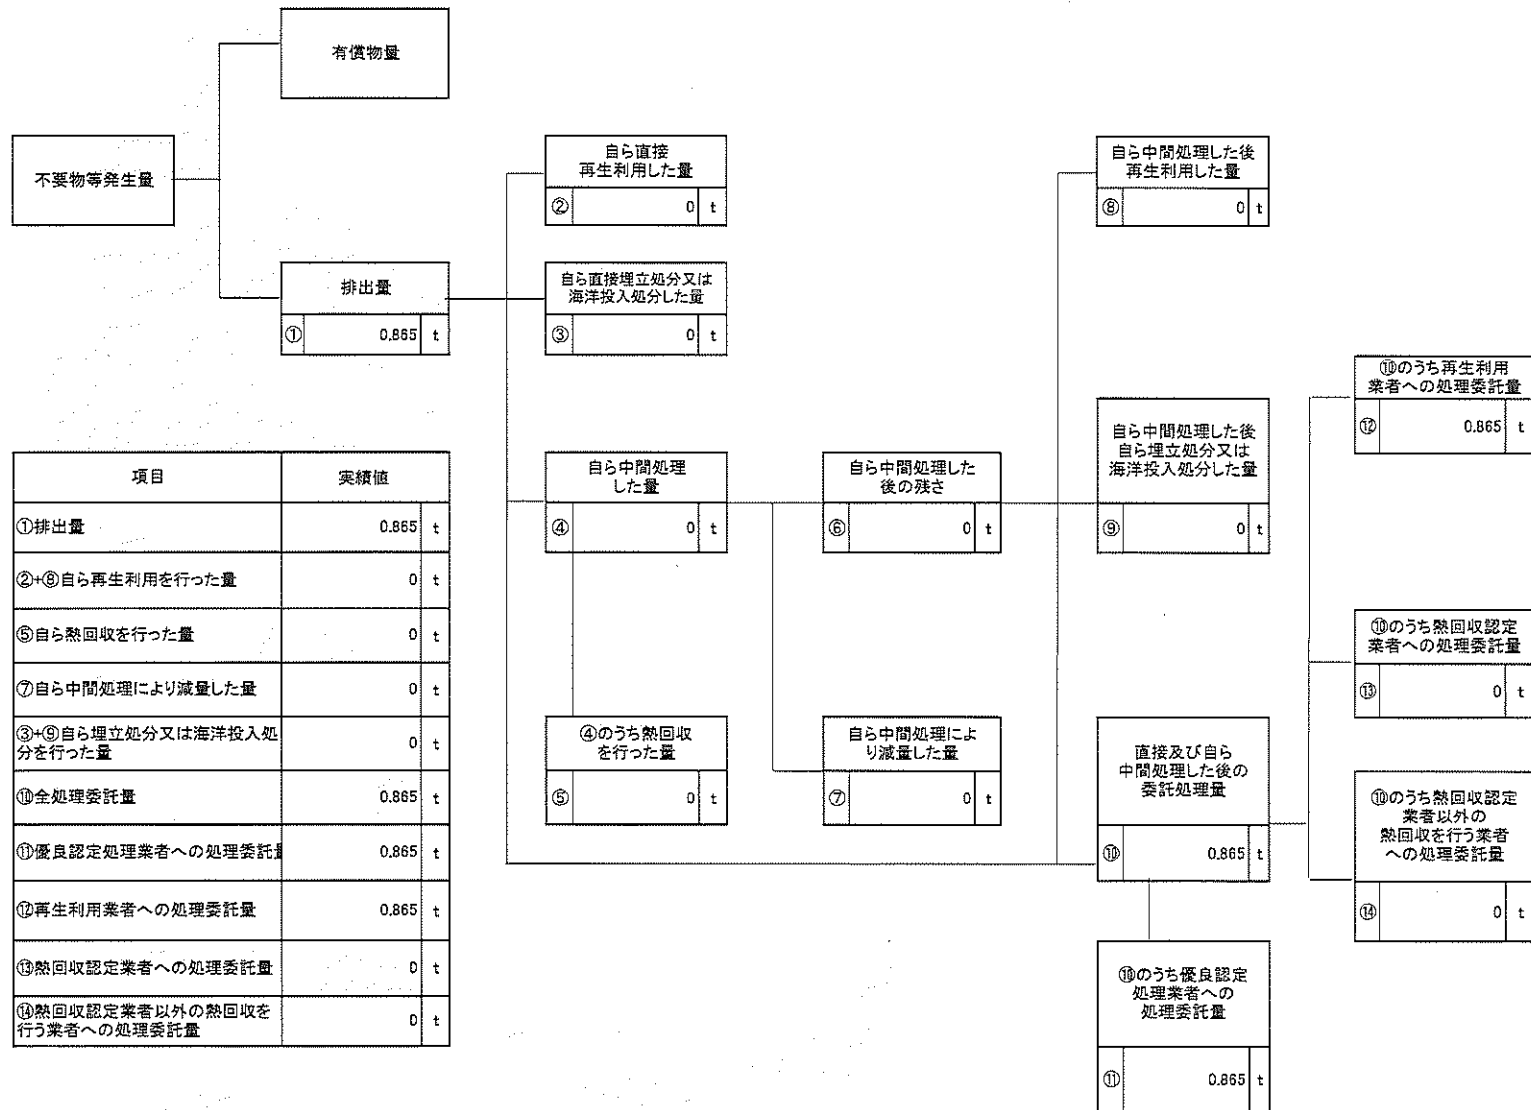 有償物量
不要物等発生量
排出量
① 0.865 t
自ら直接
再生利用した量
② 0 t
自ら直接埋立処分又は
海洋投入処分した量
③ 0 t
自ら中間処理
した量
④ 0 t
④のうち熱回収
を行った量
⑤ 0 t
自ら中間処理した
後の残さ
⑥ 0 t
自ら中間処理によ
り減量した量
⑦ 0 t
自ら中間処理した後
再生利用した量
⑧ 0 t
自ら中間処理した後
自ら埋立処分又は
海洋投入処分した量
⑨ 0 t
直接及び自ら
中間処理した後の
委託処理量
⑩ 0.865 t
⑩のうち優良認定
処理業者への
処理委託量
⑪ 0.865 t
⑩のうち再生利用
業者への処理委託量
⑫ 0.865 t
⑩のうち熱回収認定
業者への処理委託量
⑬ 0 t
⑩のうち熱回収認定
業者以外の
熱回収を行う業者
への処理委託量
⑭ 0 t
項目 実績値
①排出量 0.865 t
②+⑧自ら再生利用を行った量 0 t
⑤自ら熱回収を行った量 0 t
⑦自ら中間処理により減量した量 0 t
③+⑨自ら埋立処分又は海洋投入処
分を行った量 0 t
⑩全処理委託量 0.865 t
⑪優良認定処理業者への処理委託 0.865 t
⑫再生利用業者への処理委託量 0.865 t
⑬熱回収認定業者への処理委託量 0 t
⑭熱回収認定業者以外の熱回収を
行う業者への処理委託量 0 t